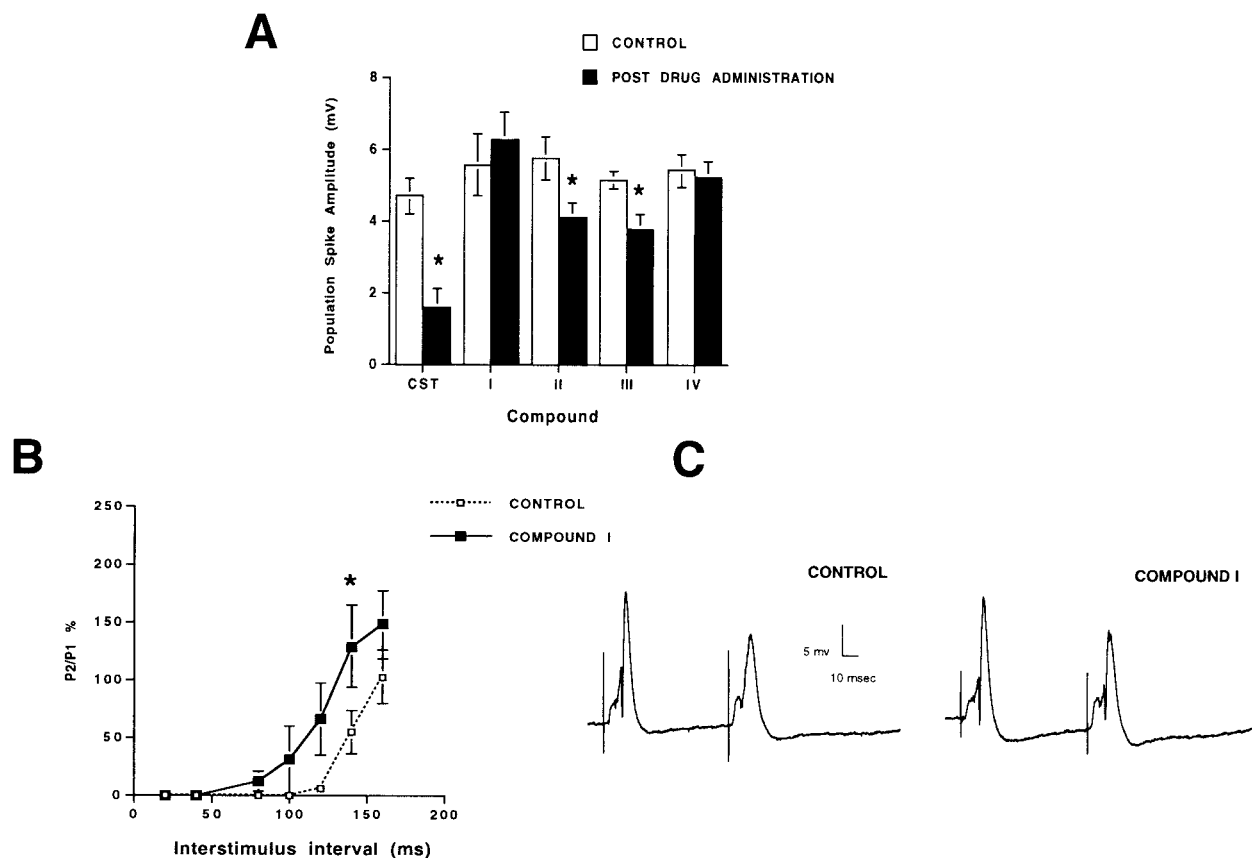 A
CONTROL
POST DRUG ADMINISTRATION
Population Spike Amplitude (mV)
8
6
4
2
0
*
*
*
CST I II III IV
Compound
B
CONTROL
COMPOUND I
P2/P1 %
250
200
150
100
50
0
*
0 50 100 150 200
Interstimulus interval (ms)
C
CONTROL
COMPOUND I
5 mv
10 msec